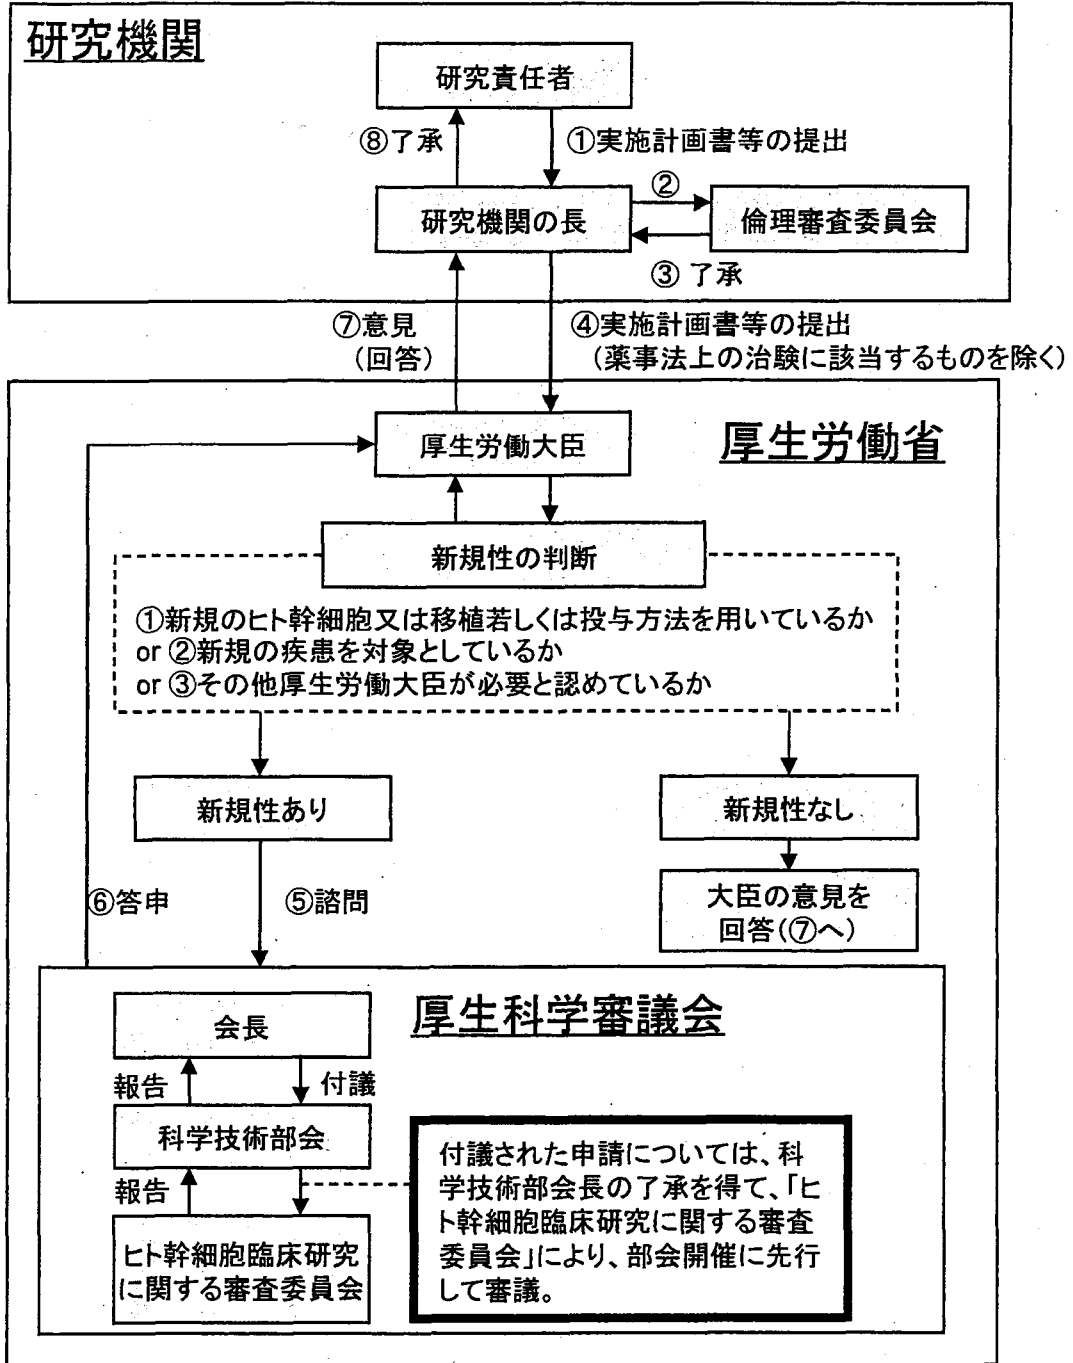 研究機関
研究責任者
⑧了承
①実施計画書等の提出
研究機関の長
②
倫理審査委員会
③ 了承
⑦意見
(回答)
④実施計画書等の提出
(薬事法上の治験に該当するものを除く)
厚生労働省
厚生労働大臣
新規性の判断
①新規のヒト幹細胞又は移植若しくは投与方法を用いているか
or ②新規の疾患を対象としているか
or ③その他厚生労働大臣が必要と認めているか
新規性あり
新規性なし
⑥答申
⑤諮問
大臣の意見を
回答(⑦へ)
厚生科学審議会
会長
報告
付議
科学技術部会
報告
ヒト幹細胞臨床研究
に関する審査委員会
付議された申請については、科
学技術部会長の了承を得て、「ヒ
ト幹細胞臨床研究に関する審査
委員会」により、部会開催に先行
して審議。